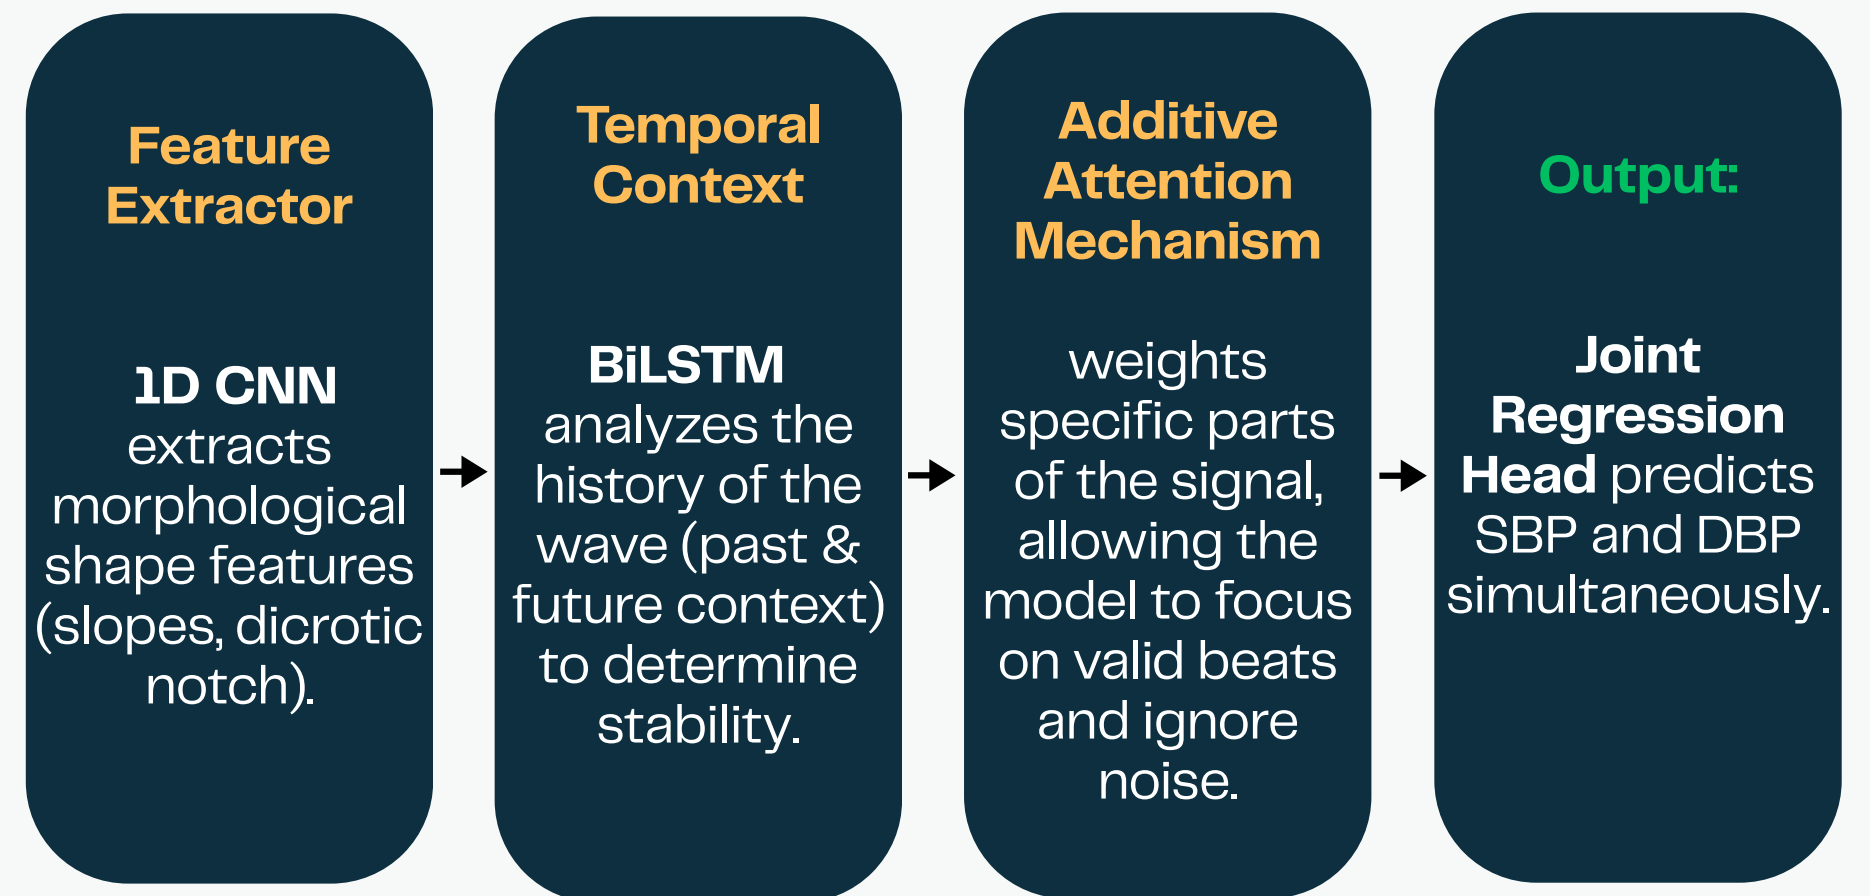 Feature
Extractor
1D CNN
extracts
morphological
shape features
(slopes, dicrotic
notch).
Temporal
Context
BiLSTM
analyzes the
history of the
wave (past &
future context)
to determine
stability.
Additive
Attention
Mechanism
weights
specific parts
of the signal,
allowing the
model to focus
on valid beats
and ignore
noise.
Output:
Joint
Regression
Head predicts
SBP and DBP
simultaneously.